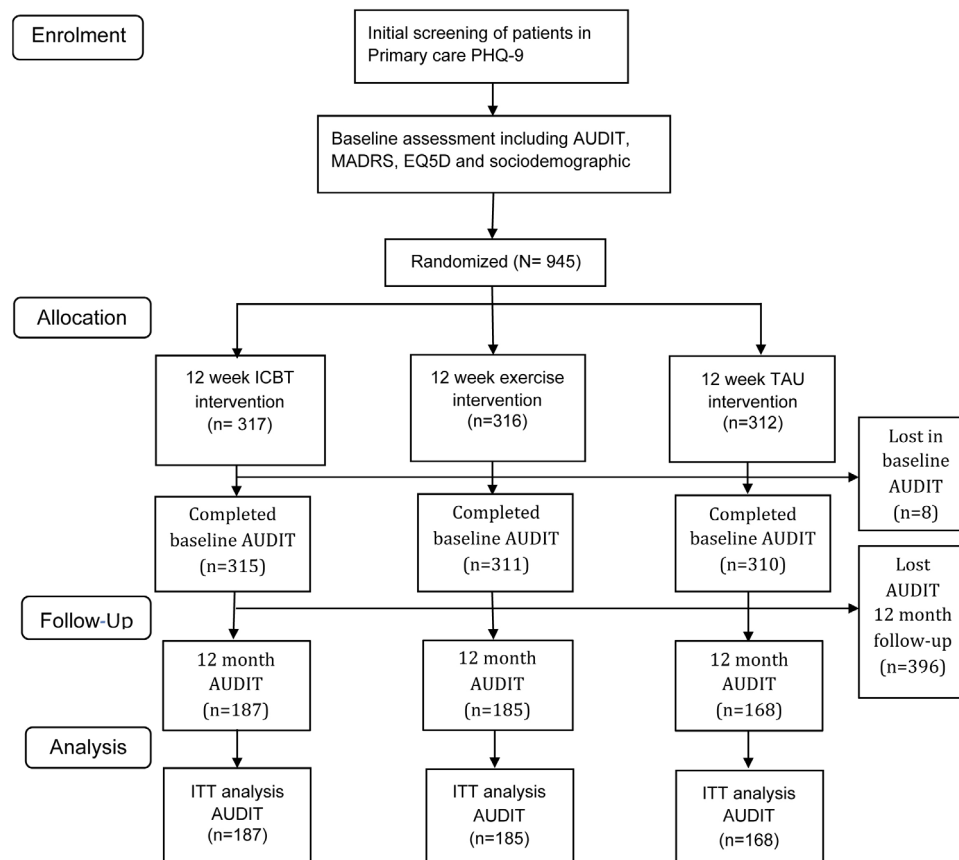 Enrolment
Initial screening of patients in
Primary care PHQ-9
Baseline assessment including AUDIT,
MADRS, EQ5D and sociodemographic
Randomized (N= 945)
Allocation
12 week ICBT
intervention
(n= 317)
12 week exercise
intervention
(n=316)
12 week TAU
intervention
(n=312)
Lost in
baseline
AUDIT
(n=8)
Completed
baseline AUDIT
(n=315)
Completed
baseline AUDIT
(n=311)
Completed
baseline AUDIT
(n=310)
Lost
AUDIT
12 month
follow-up
(n=396)
Follow-Up
12 month
AUDIT
(n=187)
12 month
AUDIT
(n=185)
12 month
AUDIT
(n=168)
Analysis
ITT analysis
AUDIT
(n=187)
ITT analysis
AUDIT
(n=185)
ITT analysis
AUDIT
(n=168)